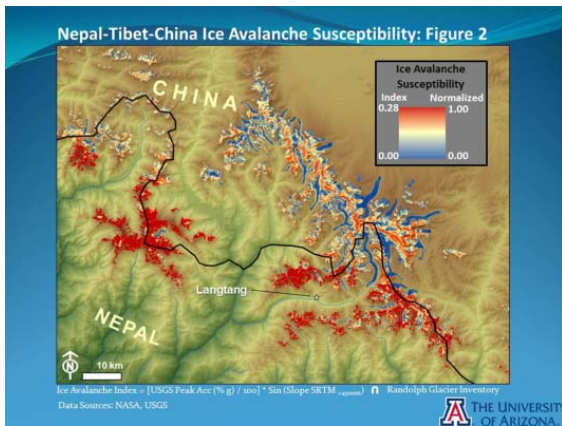 Nepal-Tibet-China Ice Avalanche Susceptibility: Figure 2
CHINA
Ice Avalanche
Susceptibility
Index Normalized
0.28 1.00
0.00 0.00
Langtang
NEPAL
N
10 km
Ice Avalanche Index = [USGS Peak Acc (% g) / 100] * Sin (Slope SRTM ) ∩ Randolph Glacier Inventory
Data Sources: NASA, USGS
A
THE UNIVERSITY
OF ARIZONA